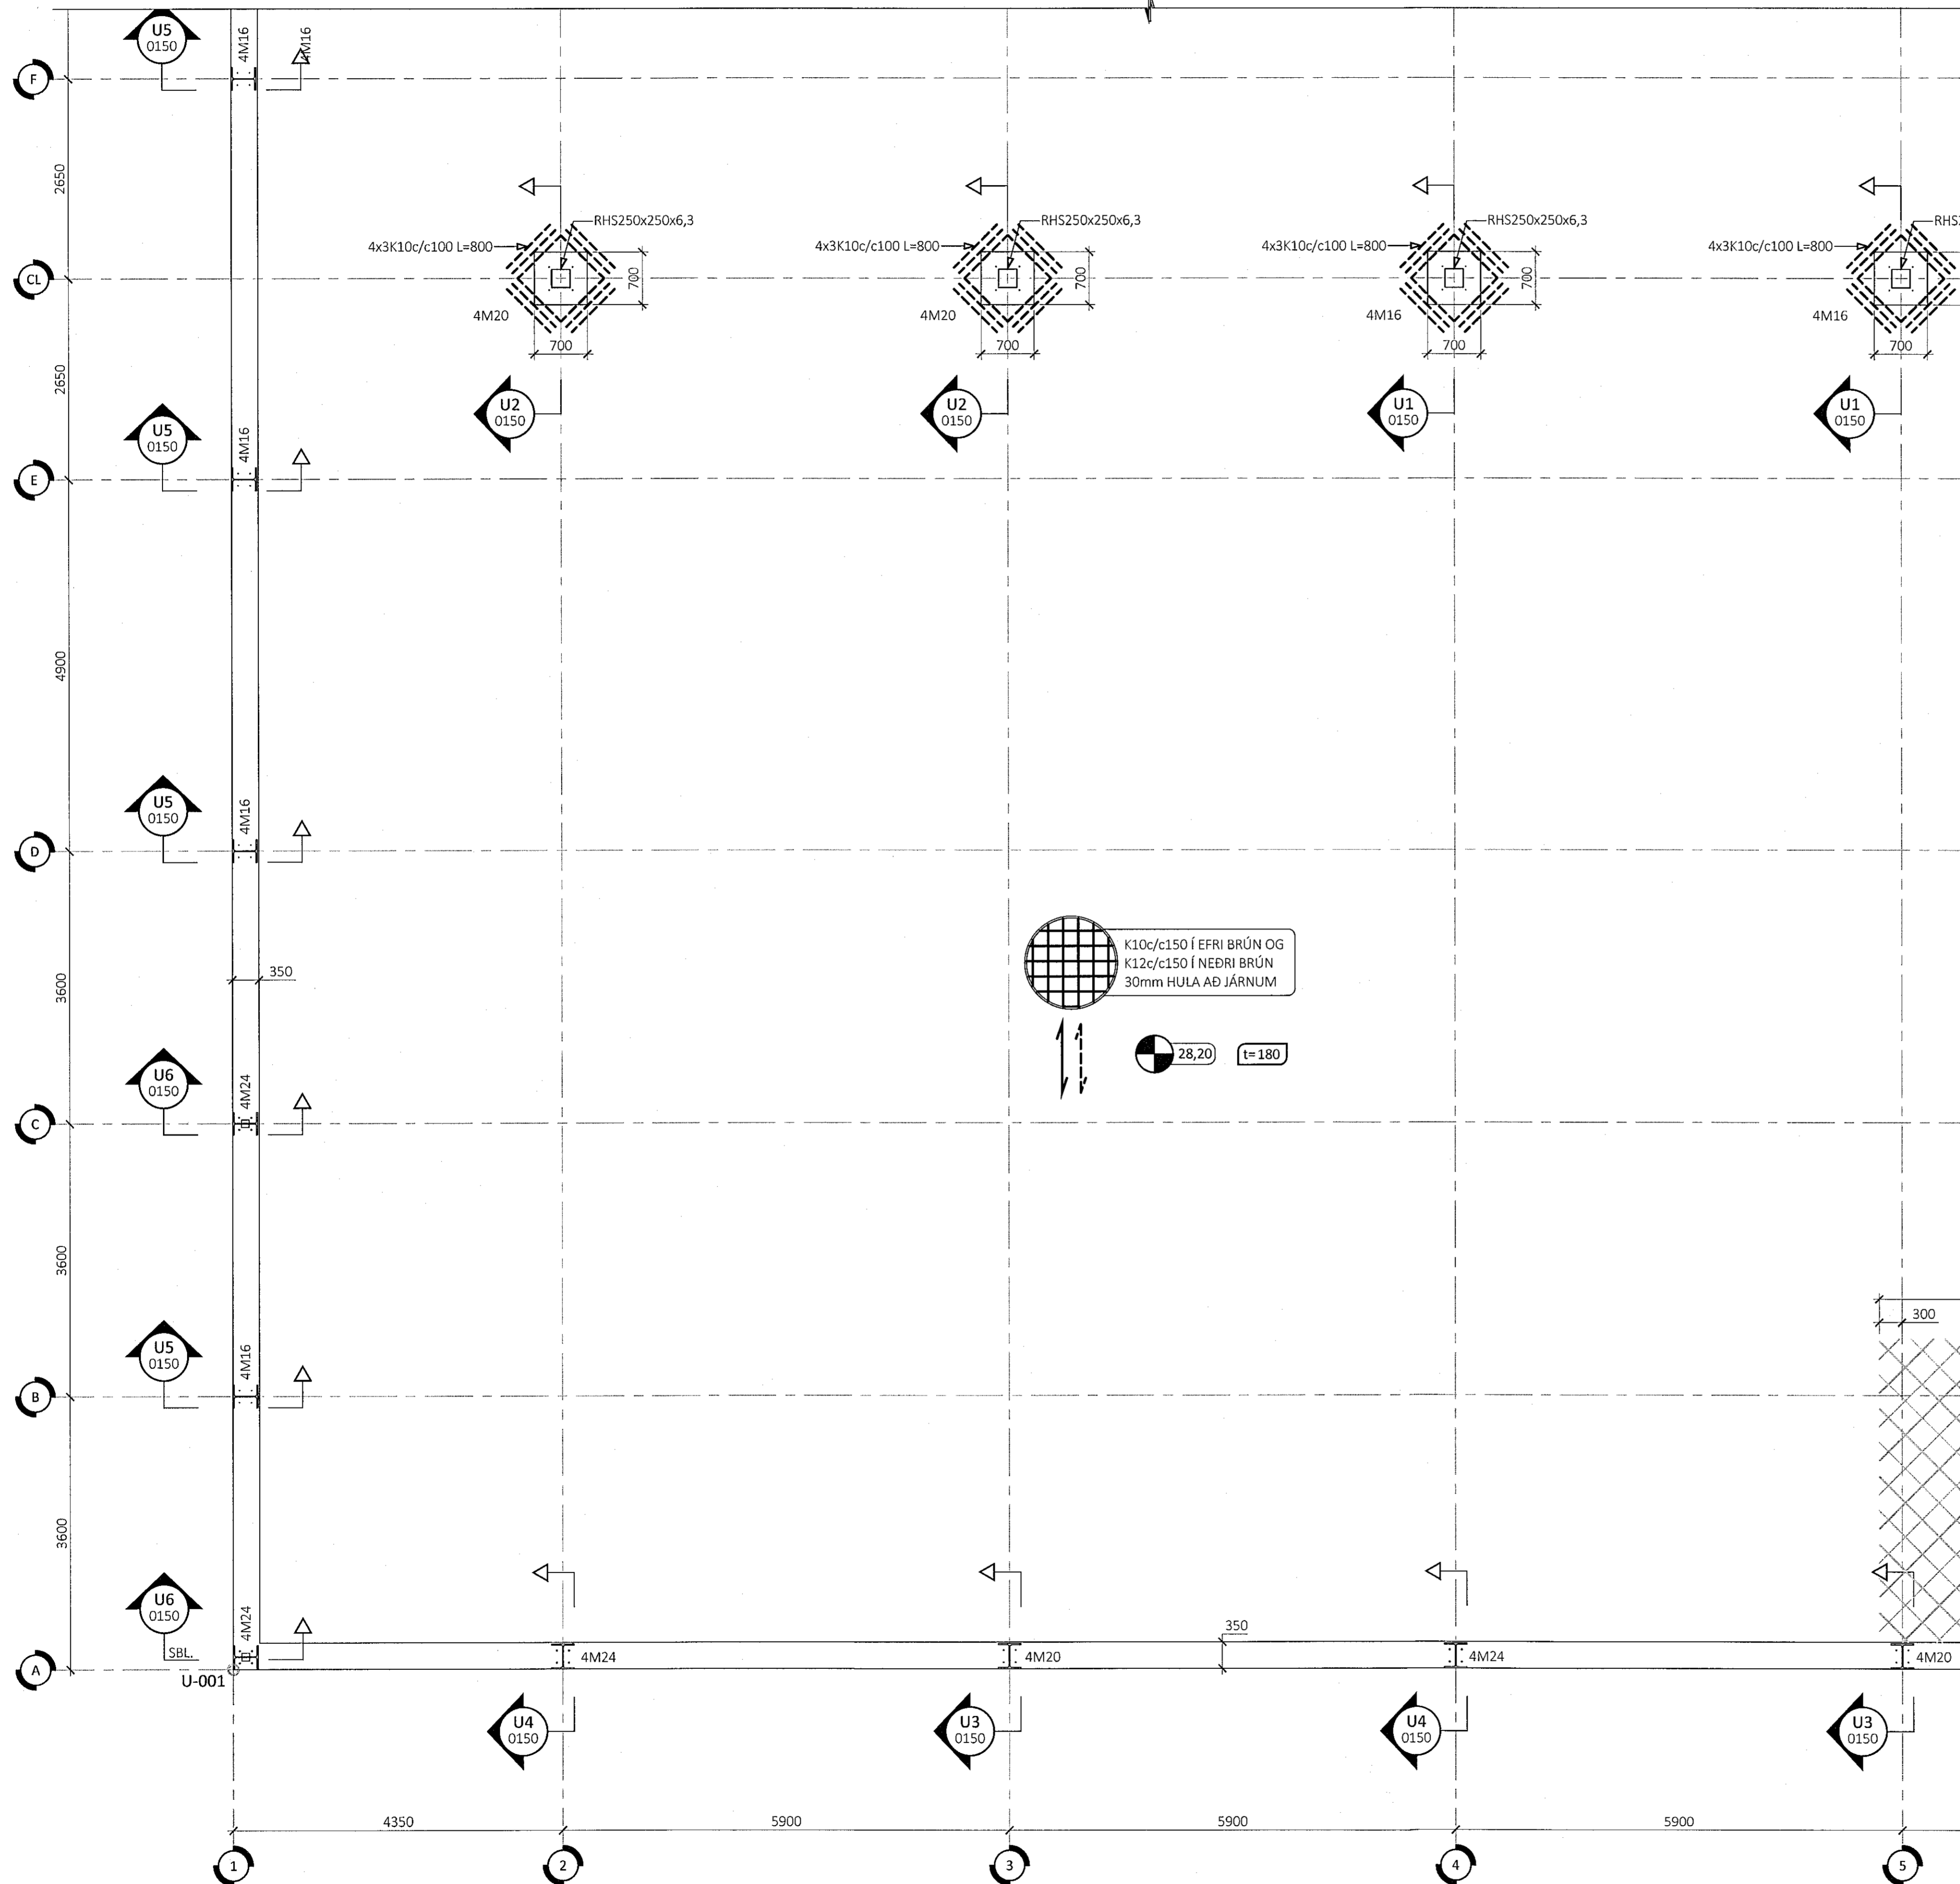 U5
0150
4M16
4M16
F
2650
RHS250x250x6,3
RHS250x250x6,3
RHS250x250x6,3
4x3K10c/c100 L=800
4x3K10c/c100 L=800
4x3K10c/c100 L=800
4x3K10c/c100 L=800
CL
700
700
700
4M20
4M20
4M16
4M16
700
700
700
700
2650
U2
0150
U2
0150
U1
0150
U1
0150
U5
0150
4M16
E
4900
U5
0150
4M16
D
K10c/c150 Í EFRI BRÚN OG
K12c/c150 Í NEÐRI BRÚN
30mm HULA AÐ JÁRNUM
350
3600
28,20
t=180
U6
0150
4M24
C
3600
300
U5
0150
4M16
B
3600
U6
0150
4M24
SBL.
350
A
U-001
4M24
4M20
4M24
4M20
U4
0150
U3
0150
U4
0150
U3
0150
4350
5900
5900
5900
1
2
3
4
5